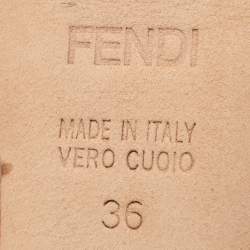 FENDI
MADE IN ITALY
VERO CUOIO
36